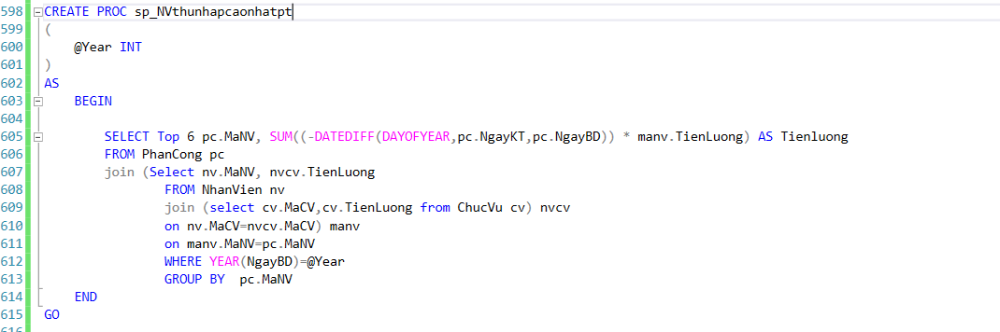 598 CREATE PROC sp_NVthunhapcaonhatpt
599 (
600 @Year INT
601 )
602 AS
603 BEGIN
604
605 SELECT Top 6 pc.MaNV, SUM((-DATEDIFF(DAYOFYEAR,pc.NgayKT,pc.NgayBD)) * manv.TienLuong) AS Tienluong
606 FROM PhanCong pc
607 join (Select nv.MaNV, nvcv.TienLuong
608 FROM NhanVien nv
609 join (select cv.MaCV,cv.TienLuong from ChucVu cv) nvcv
610 on nv.MaCV=nvcv.MaCV) manv
611 on manv.MaNV=pc.MaNV
612 WHERE YEAR(NgayBD)=@Year
613 GROUP BY  pc.MaNV
614 END
615 GO
616